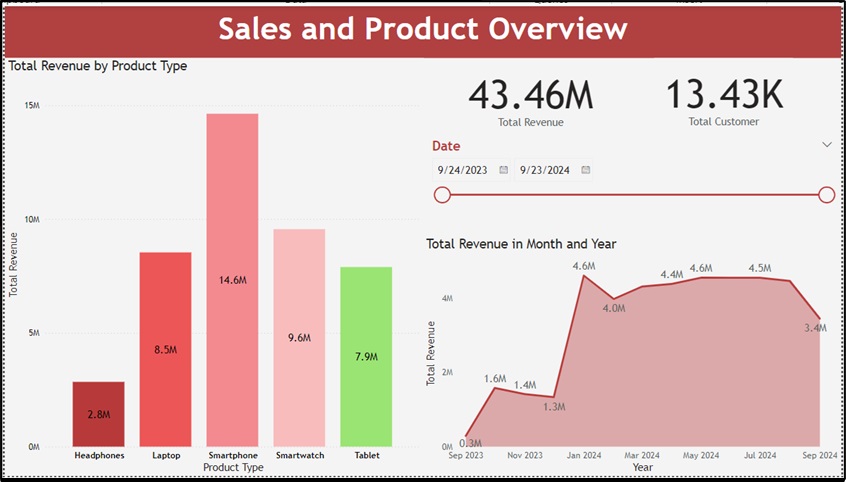 Sales and Product Overview
Total Revenue by Product Type
15M
10M
5M
0M
Total Revenue
2.8M
8.5M
14.6M
9.6M
7.9M
Headphones Laptop Smartphone Smartwatch Tablet
Product Type
43.46M 13.43K
Total Revenue Total Customer
Date
9/24/2023 9/23/2024
Total Revenue in Month and Year
4M
2M
0M
Total Revenue
0.3M
1.6M
1.4M
1.3M
4.6M
4.0M
4.4M
4.6M
4.5M
3.4M
Sep 2023 Nov 2023 Jan 2024 Mar 2024 May 2024 Jul 2024 Sep 2024
Year